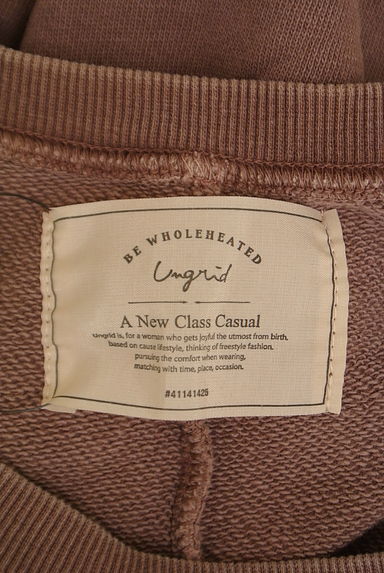 BE WHOLEHEATED
Ungrid
A New Class Casual
Ungrid is, for a woman who gets joyful the utmost from birth,
based on cause lifestyle, thinking of freestyle fashion.
pursuing the comfort when wearing,
matching with time, place, occasion.
#41141425